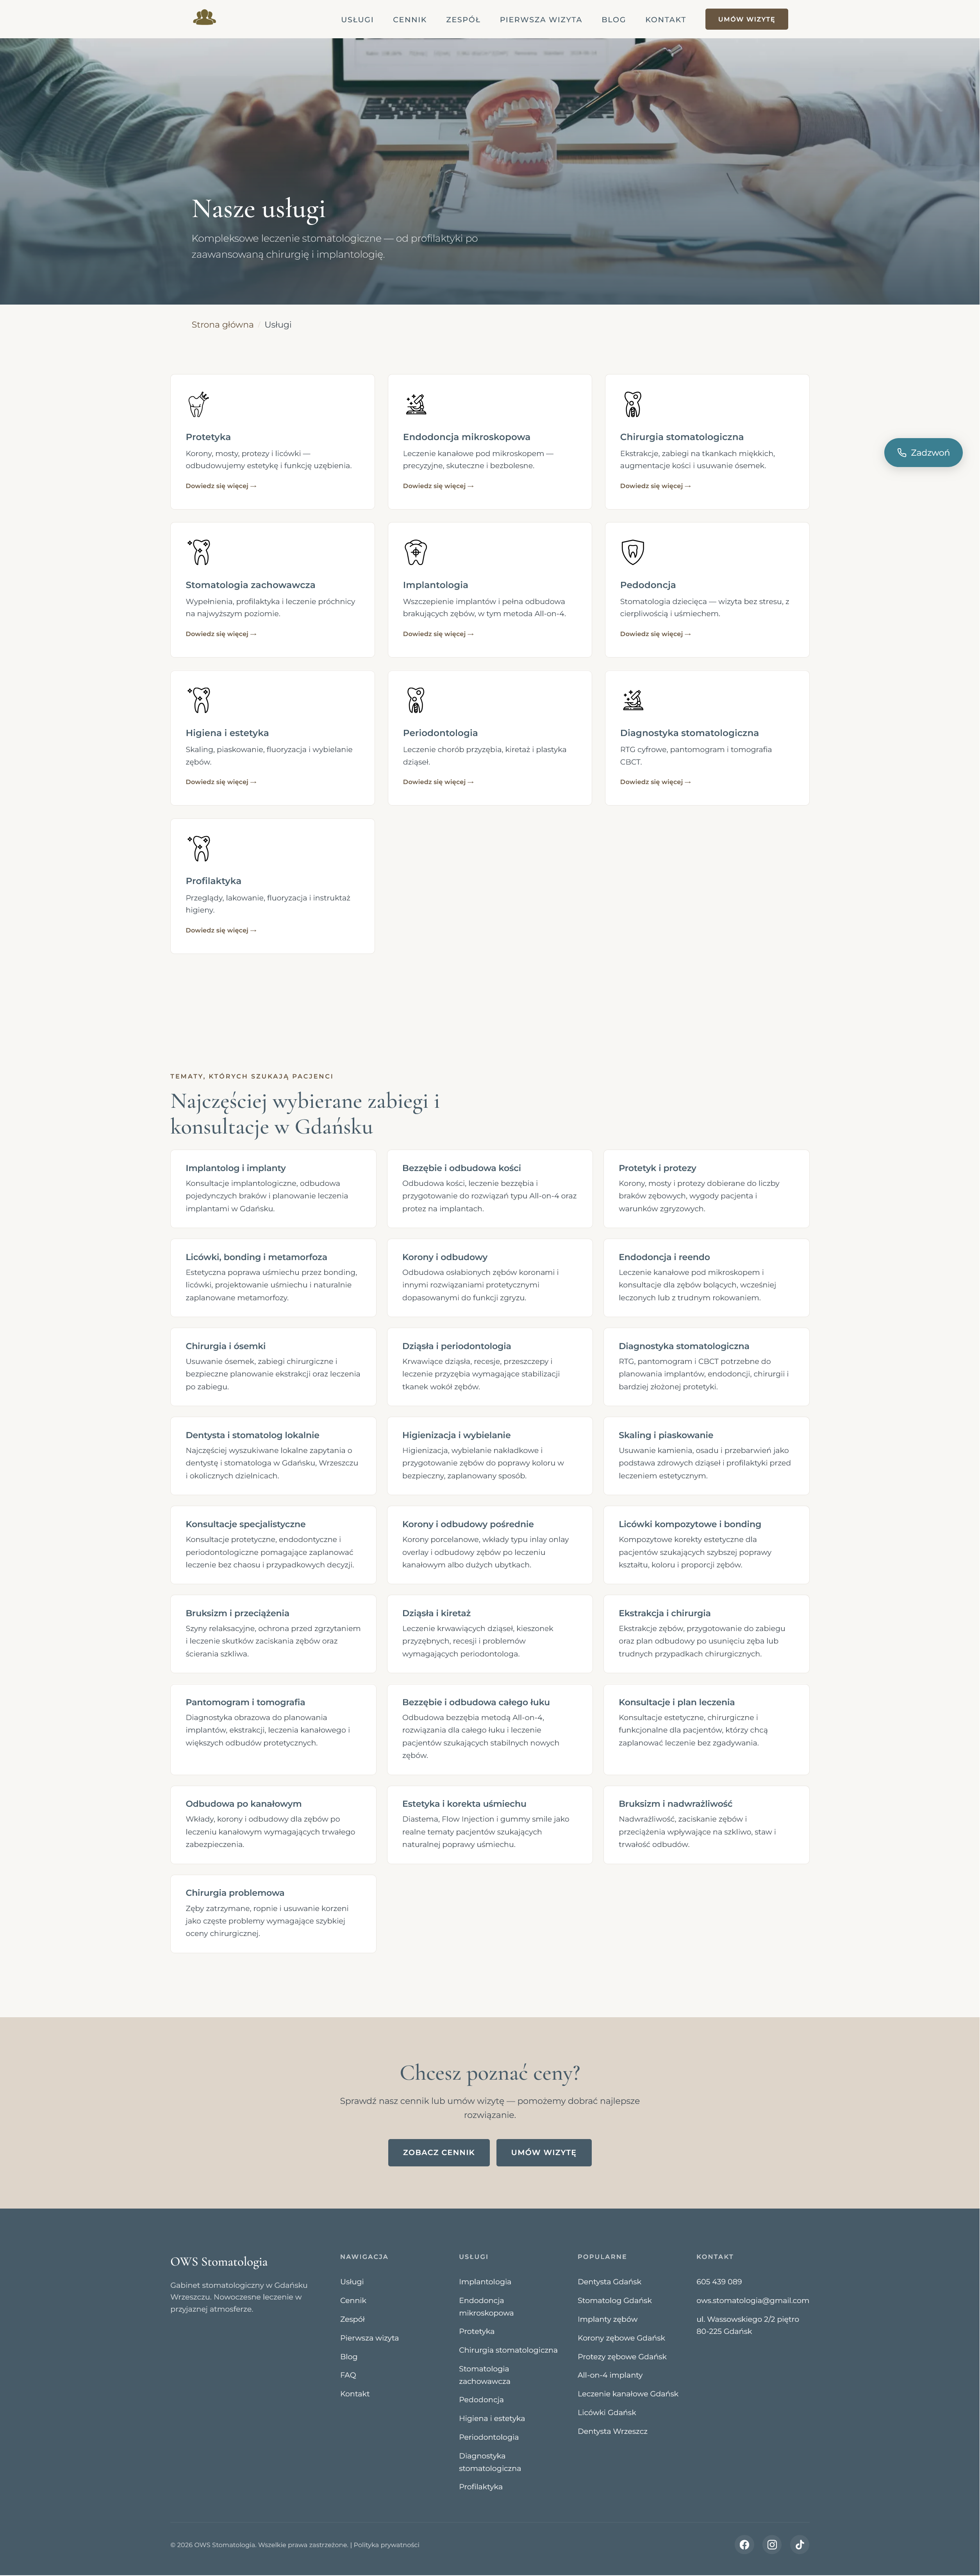 USŁUGI CENNIK ZESPÓŁ PIERWSZA WIZYTA BLOG KONTAKT UMÓW WIZYTĘ
Nasze usługi
Kompleksowe leczenie stomatologiczne — od profilaktyki po
zaawansowaną chirurgię i implantologię.
Strona główna / Usługi
Protetyka
Korony, mosty, protezy i licówki —
odbudowujemy estetykę i funkcję uzębienia.
Dowiedz się więcej →
Endodoncja mikroskopowa
Leczenie kanałowe pod mikroskopem —
precyzyjne, skuteczne i bezbolesne.
Dowiedz się więcej →
Chirurgia stomatologiczna
Ekstrakcje, zabiegi na tkankach miękkich,
augmentacje kości i usuwanie ósemek.
Dowiedz się więcej →
Zadzwoń
Stomatologia zachowawcza
Wypełnienia, profilaktyka i leczenie próchnicy
na najwyższym poziomie.
Dowiedz się więcej →
Implantologia
Wszczepienie implantów i pełna odbudowa
brakujących zębów, w tym metoda All-on-4.
Dowiedz się więcej →
Pedodoncja
Stomatologia dziecięca — wizyta bez stresu, z
cierpliwością i uśmiechem.
Dowiedz się więcej →
Higiena i estetyka
Skaling, piaskowanie, fluoryzacja i wybielanie
zębów.
Dowiedz się więcej →
Periodontologia
Leczenie chorób przyzębia, kiretaż i plastyka
dziąseł.
Dowiedz się więcej →
Diagnostyka stomatologiczna
RTG cyfrowe, pantomogram i tomografia
CBCT.
Dowiedz się więcej →
Profilaktyka
Przeglądy, lakowanie, fluoryzacja i instruktaż
higieny.
Dowiedz się więcej →
TEMATY, KTÓRYCH SZUKAJĄ PACJENCI
Najczęściej wybierane zabiegi i
konsultacje w Gdańsku
Implantolog i implanty
Konsultacje implantologiczne, odbudowa
pojedynczych braków i planowanie leczenia
implantami w Gdańsku.
Bezzębie i odbudowa kości
Odbudowa kości, leczenie bezzębia i
przygotowanie do rozwiązań typu All-on-4 oraz
protez na implantach.
Protetyk i protezy
Korony, mosty i protezy dobierane do liczby
braków zębowych, wygody pacjenta i
warunków zgryzowych.
Licówki, bonding i metamorfoza
Estetyczna poprawa uśmiechu przez bonding,
licówki, projektowanie uśmiechu i naturalnie
zaplanowane metamorfozy.
Korony i odbudowy
Odbudowa osłabionych zębów koronami i
innymi rozwiązaniami protetycznymi
dopasowanymi do funkcji zgryzu.
Endodoncja i reendo
Leczenie kanałowe pod mikroskopem i
konsultacje dla zębów bolących, wcześniej
leczonych lub z trudnym rokowaniem.
Chirurgia i ósemki
Usuwanie ósemek, zabiegi chirurgiczne i
bezpieczne planowanie ekstrakcji oraz leczenia
po zabiegu.
Dziąsła i periodontologia
Krwawiące dziąsła, recesje, przeszczepy i
leczenie przyzębia wymagające stabilizacji
tkanek wokół zębów.
Diagnostyka stomatologiczna
RTG, pantomogram i CBCT potrzebne do
planowania implantów, endodoncji, chirurgii i
bardziej złożonej protetyki.
Dentysta i stomatolog lokalnie
Najczęściej wyszukiwane lokalne zapytania o
dentystę i stomatologa w Gdańsku, Wrzeszczu
i okolicznych dzielnicach.
Higienizacja i wybielanie
Higienizacja, wybielanie nakładkowe i
przygotowanie zębów do poprawy koloru w
bezpieczny, zaplanowany sposób.
Skaling i piaskowanie
Usuwanie kamienia, osadu i przebarwień jako
podstawa zdrowych dziąseł i profilaktyki przed
leczeniem estetycznym.
Konsultacje specjalistyczne
Konsultacje protetyczne, endodontyczne i
periodontologiczne pomagające zaplanować
leczenie bez chaosu i przypadkowych decyzji.
Korony i odbudowy pośrednie
Korony porcelanowe, wkłady typu inlay onlay
overlay i odbudowy zębów po leczeniu
kanałowym albo dużych ubytkach.
Licówki kompozytowe i bonding
Kompozytowe korekty estetyczne dla
pacjentów szukających szybszej poprawy
kształtu, koloru i proporcji zębów.
Bruksizm i przeciążenia
Szyny relaksacyjne, ochrona przed zgrzytaniem
i leczenie skutków zaciskania zębów oraz
ścierania szkliwa.
Dziąsła i kiretaż
Leczenie krwawiących dziąseł, kieszonek
przyzębnych, recesji i problemów
wymagających periodontologa.
Ekstrakcja i chirurgia
Ekstrakcje zębów, przygotowanie do zabiegu
oraz plan odbudowy po usunięciu zęba lub
trudnych przypadkach chirurgicznych.
Pantomogram i tomografia
Diagnostyka obrazowa do planowania
implantów, ekstrakcji, leczenia kanałowego i
większych odbudów protetycznych.
Bezzębie i odbudowa całego łuku
Odbudowa bezzębia metodą All-on-4,
rozwiązania dla całego łuku i leczenie
pacjentów szukających stabilnych nowych
zębów.
Konsultacje i plan leczenia
Konsultacje estetyczne, chirurgiczne i
funkcjonalne dla pacjentów, którzy chcą
zaplanować leczenie bez zgadywania.
Odbudowa po kanałowym
Wkłady, korony i odbudowy dla zębów po
leczeniu kanałowym wymagających trwałego
zabezpieczenia.
Estetyka i korekta uśmiechu
Diastema, Flow Injection i gummy smile jako
realne tematy pacjentów szukających
naturalnej poprawy uśmiechu.
Bruksizm i nadwrażliwość
Nadwrażliwość, zaciskanie zębów i
przeciążenia wpływające na szkliwo, staw i
trwałość odbudów.
Chirurgia problemowa
Zęby zatrzymane, ropnie i usuwanie korzeni
jako częste problemy wymagające szybkiej
oceny chirurgicznej.
Chcesz poznać ceny?
Sprawdź nasz cennik lub umów wizytę — pomożemy dobrać najlepsze
rozwiązanie.
ZOBACZ CENNIK UMÓW WIZYTĘ
OWS Stomatologia
Gabinet stomatologiczny w Gdańsku
Wrzeszczu. Nowoczesne leczenie w
przyjaznej atmosferze.
NAWIGACJA
Usługi
Cennik
Zespół
Pierwsza wizyta
Blog
FAQ
Kontakt
USŁUGI
Implantologia
Endodoncja
mikroskopowa
Protetyka
Chirurgia stomatologiczna
Stomatologia
zachowawcza
Pedodoncja
Higiena i estetyka
Periodontologia
Diagnostyka
stomatologiczna
Profilaktyka
POPULARNE
Dentysta Gdańsk
Stomatolog Gdańsk
Implanty zębów
Korony zębowe Gdańsk
Protezy zębowe Gdańsk
All-on-4 implanty
Leczenie kanałowe Gdańsk
Licówki Gdańsk
Dentysta Wrzeszcz
KONTAKT
605 439 089
ows.stomatologia@gmail.com
ul. Wassowskiego 2/2 piętro
80-225 Gdańsk
© 2026 OWS Stomatologia. Wszelkie prawa zastrzeżone. | Polityka prywatności